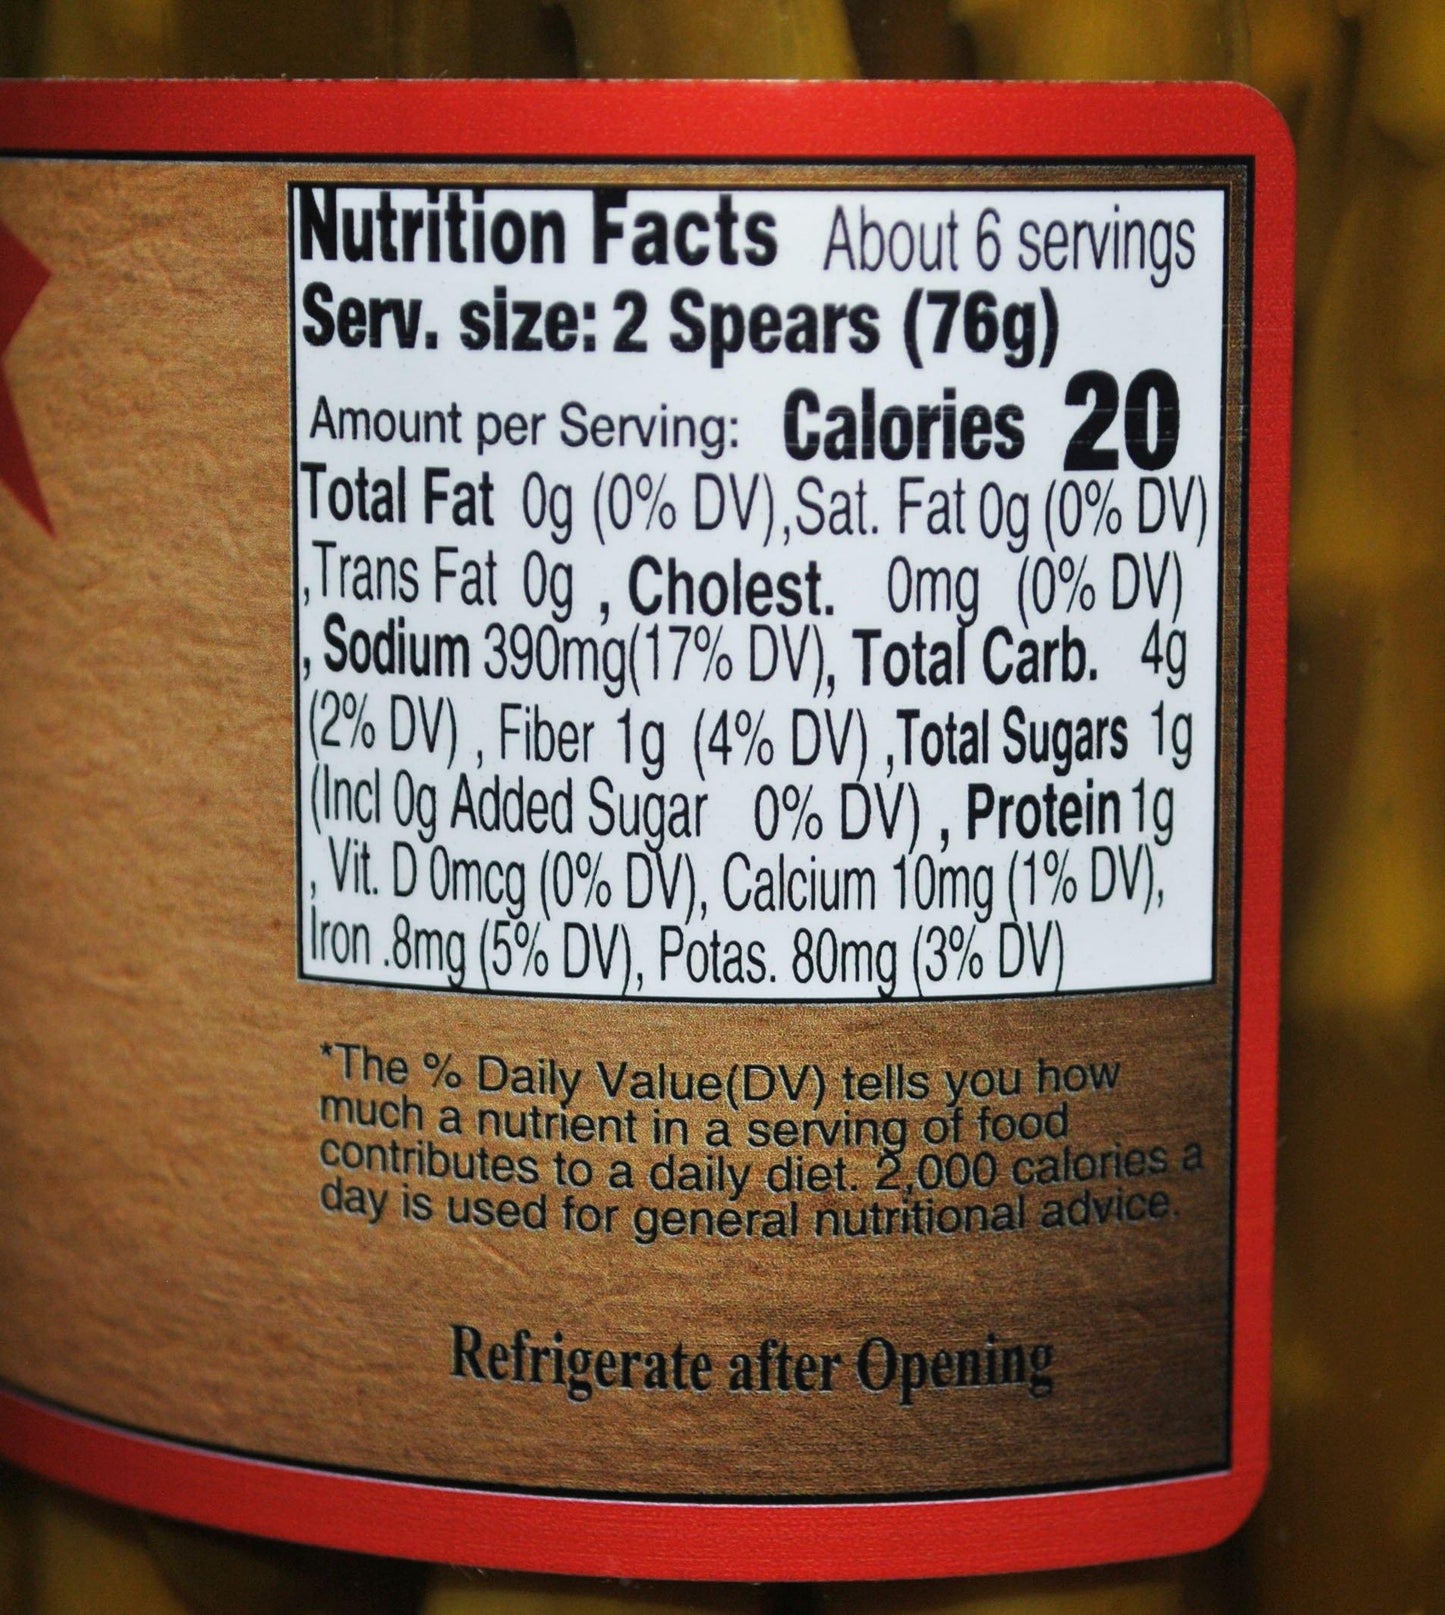 Nutrition Facts About 6 servings
Serv. size: 2 Spears (76g)
Amount per Serving: Calories 20
Total Fat 0g (0% DV),Sat. Fat 0g (0% DV)
,Trans Fat 0g , Cholest. 0mg (0% DV)
, Sodium 390mg(17% DV), Total Carb. 4g
(2% DV) , Fiber 1g (4% DV) ,Total Sugars 1g
(Incl 0g Added Sugar 0% DV) , Protein 1g
, Vit. D 0mcg (0% DV), Calcium 10mg (1% DV),
Iron .8mg (5% DV), Potas. 80mg (3% DV)
*The % Daily Value(DV) tells you how
much a nutrient in a serving of food
contributes to a daily diet. 2,000 calories a
day is used for general nutritional advice.
Refrigerate after Opening